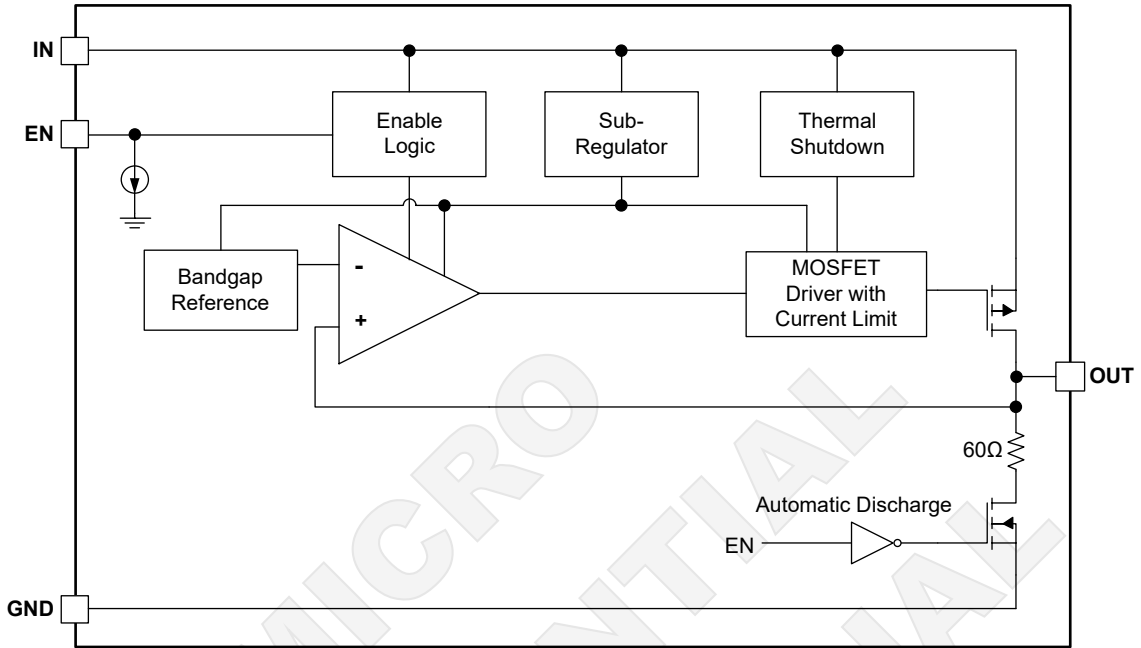 IN
EN
Enable
Logic
Sub-
Regulator
Thermal
Shutdown
Bandgap
Reference
-
+
MOSFET
Driver with
Current Limit
OUT
60Ω
Automatic Discharge
EN
GND
MICRO